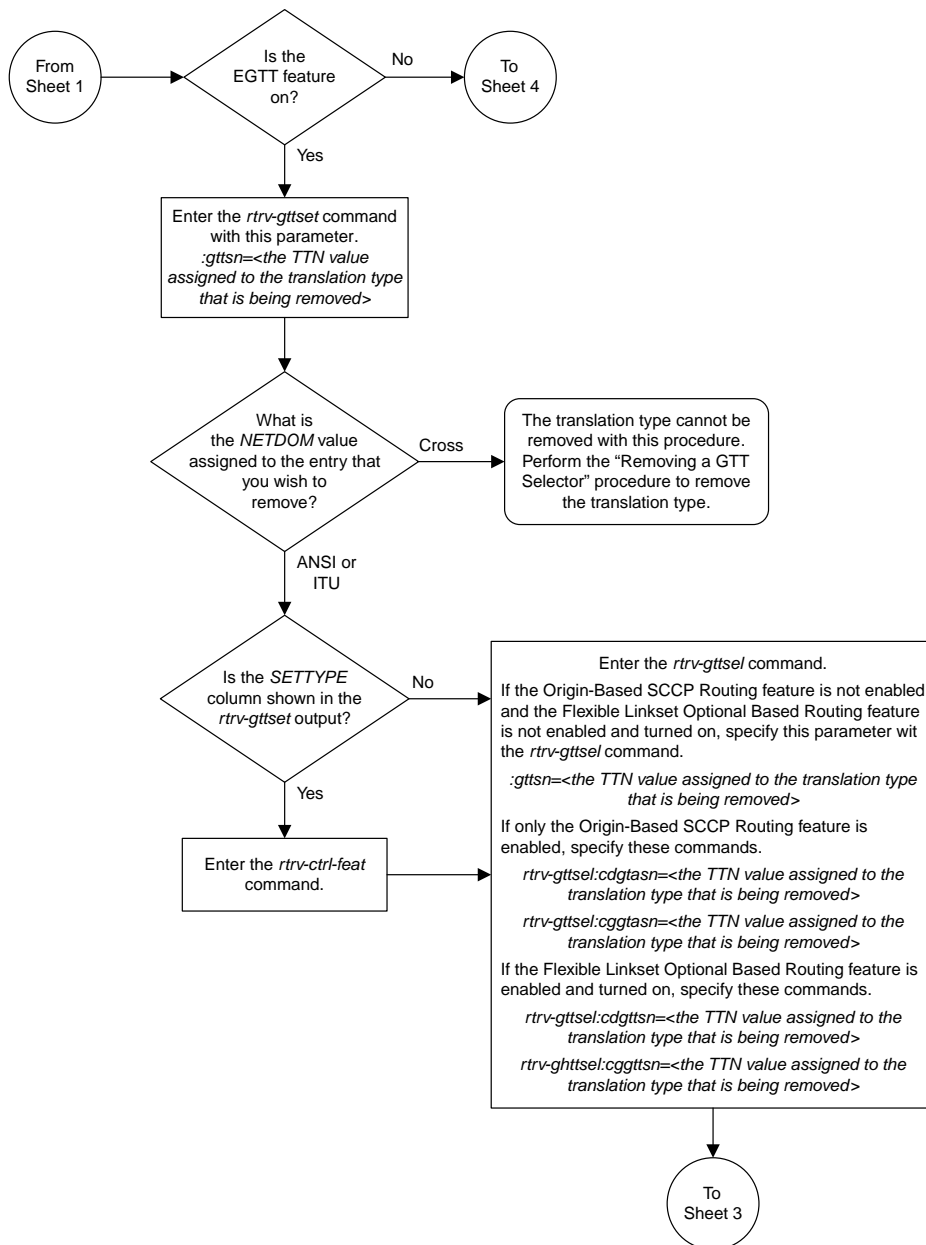 From
Sheet 1
Is the
EGTT feature
on?
No
To
Sheet 4
Yes
Enter the rtrv-gttset command
with this parameter.
:gttsn=<the TTN value
assigned to the translation type
that is being removed>
What is
the NETDOM value
assigned to the entry that
you wish to
remove?
Cross
The translation type cannot be
removed with this procedure.
Perform the “Removing a GTT
Selector” procedure to remove
the translation type.
ANSI or
ITU
Is the SETTYPE
column shown in the
rtrv-gttset output?
No
Yes
Enter the rtrv-ctrl-feat
command.
Enter the rtrv-gttsel command.
If the Origin-Based SCCP Routing feature is not enabled
and the Flexible Linkset Optional Based Routing feature
is not enabled and turned on, specify this parameter wit
the rtrv-gttsel command.
:gttsn=<the TTN value assigned to the translation type
that is being removed>
If only the Origin-Based SCCP Routing feature is
enabled, specify these commands.
rtrv-gttsel:cdgtasn=<the TTN value assigned to the
translation type that is being removed>
rtrv-gttsel:cggtasn=<the TTN value assigned to the
translation type that is being removed>
If the Flexible Linkset Optional Based Routing feature is
enabled and turned on, specify these commands.
rtrv-gttsel:cdgttsn=<the TTN value assigned to the
translation type that is being removed>
rtrv-ghttsel:cggttsn=<the TTN value assigned to the
translation type that is being removed>
To
Sheet 3